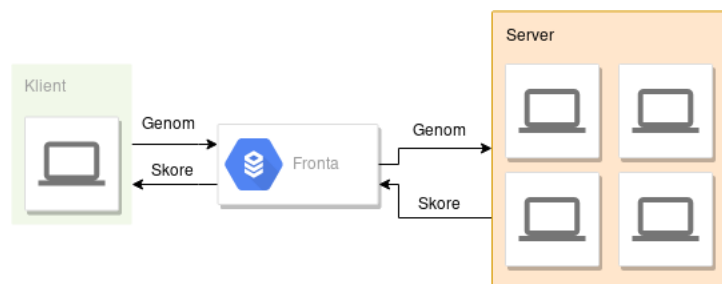 Server
Klient
Genom
Genom
Skore
Fronta
Skore